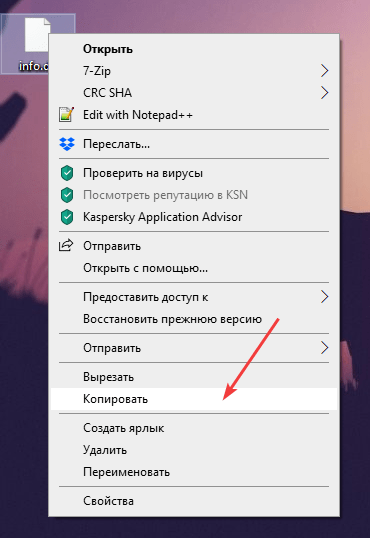 Открыть
7-Zip
CRC SHA
Edit with Notepad++
Переслать...
Проверить на вирусы
Посмотреть репутацию в KSN
Kaspersky Application Advisor
Отправить
Открыть с помощью...
Предоставить доступ к
Восстановить прежнюю версию
Отправить
Вырезать
Копировать
Создать ярлык
Удалить
Переименовать
Свойства